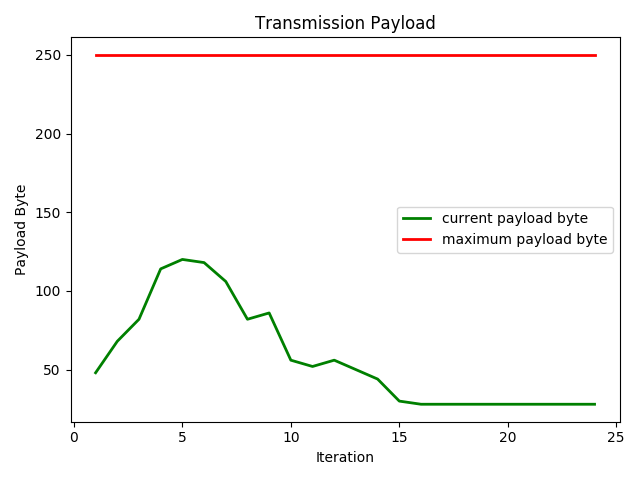 Transmission Payload
250
200
150
100
50
Payload Byte
current payload byte
maximum payload byte
0
5
10
15
20
25
Iteration